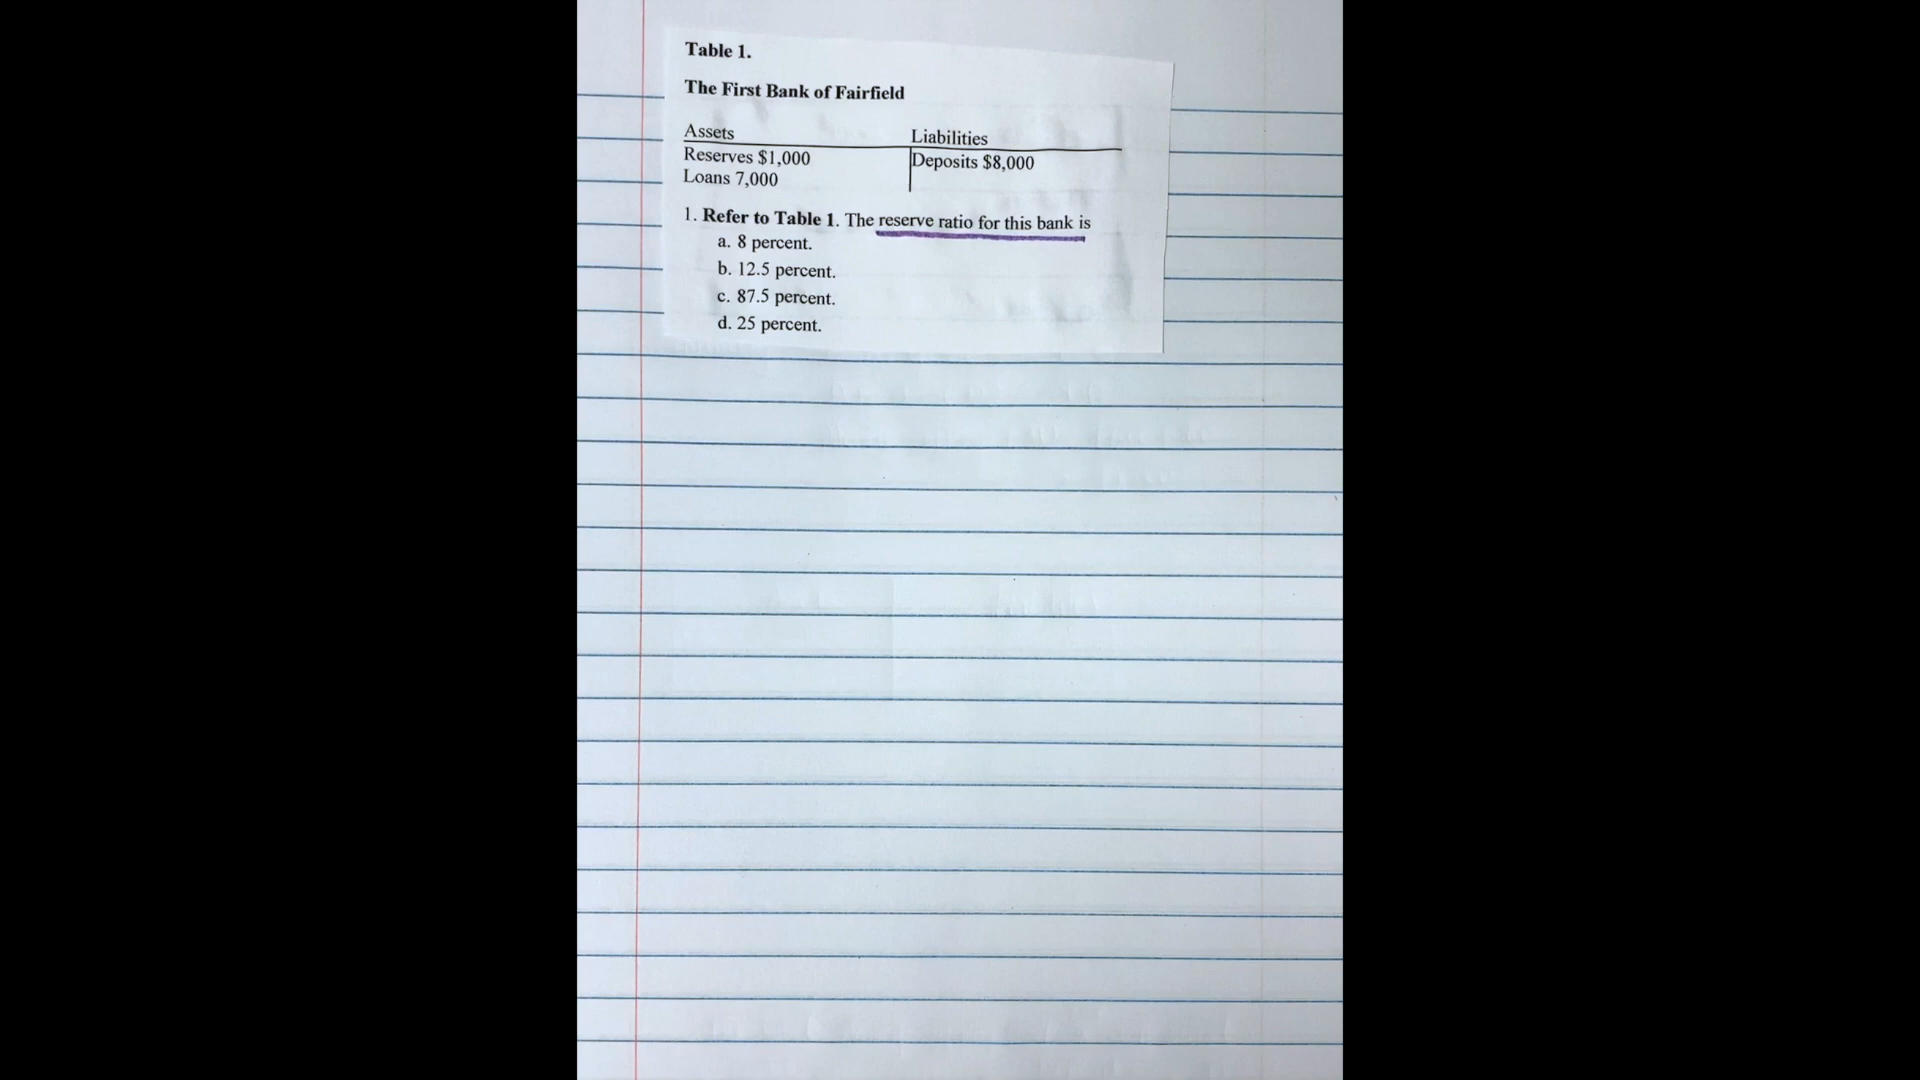 Table 1.
The First Bank of Fairfield
Assets Liabilities
Reserves $1,000 Deposits $8,000
Loans 7,000
1. Refer to Table 1. The reserve ratio for this bank is
a. 8 percent.
b. 12.5 percent.
c. 87.5 percent.
d. 25 percent.